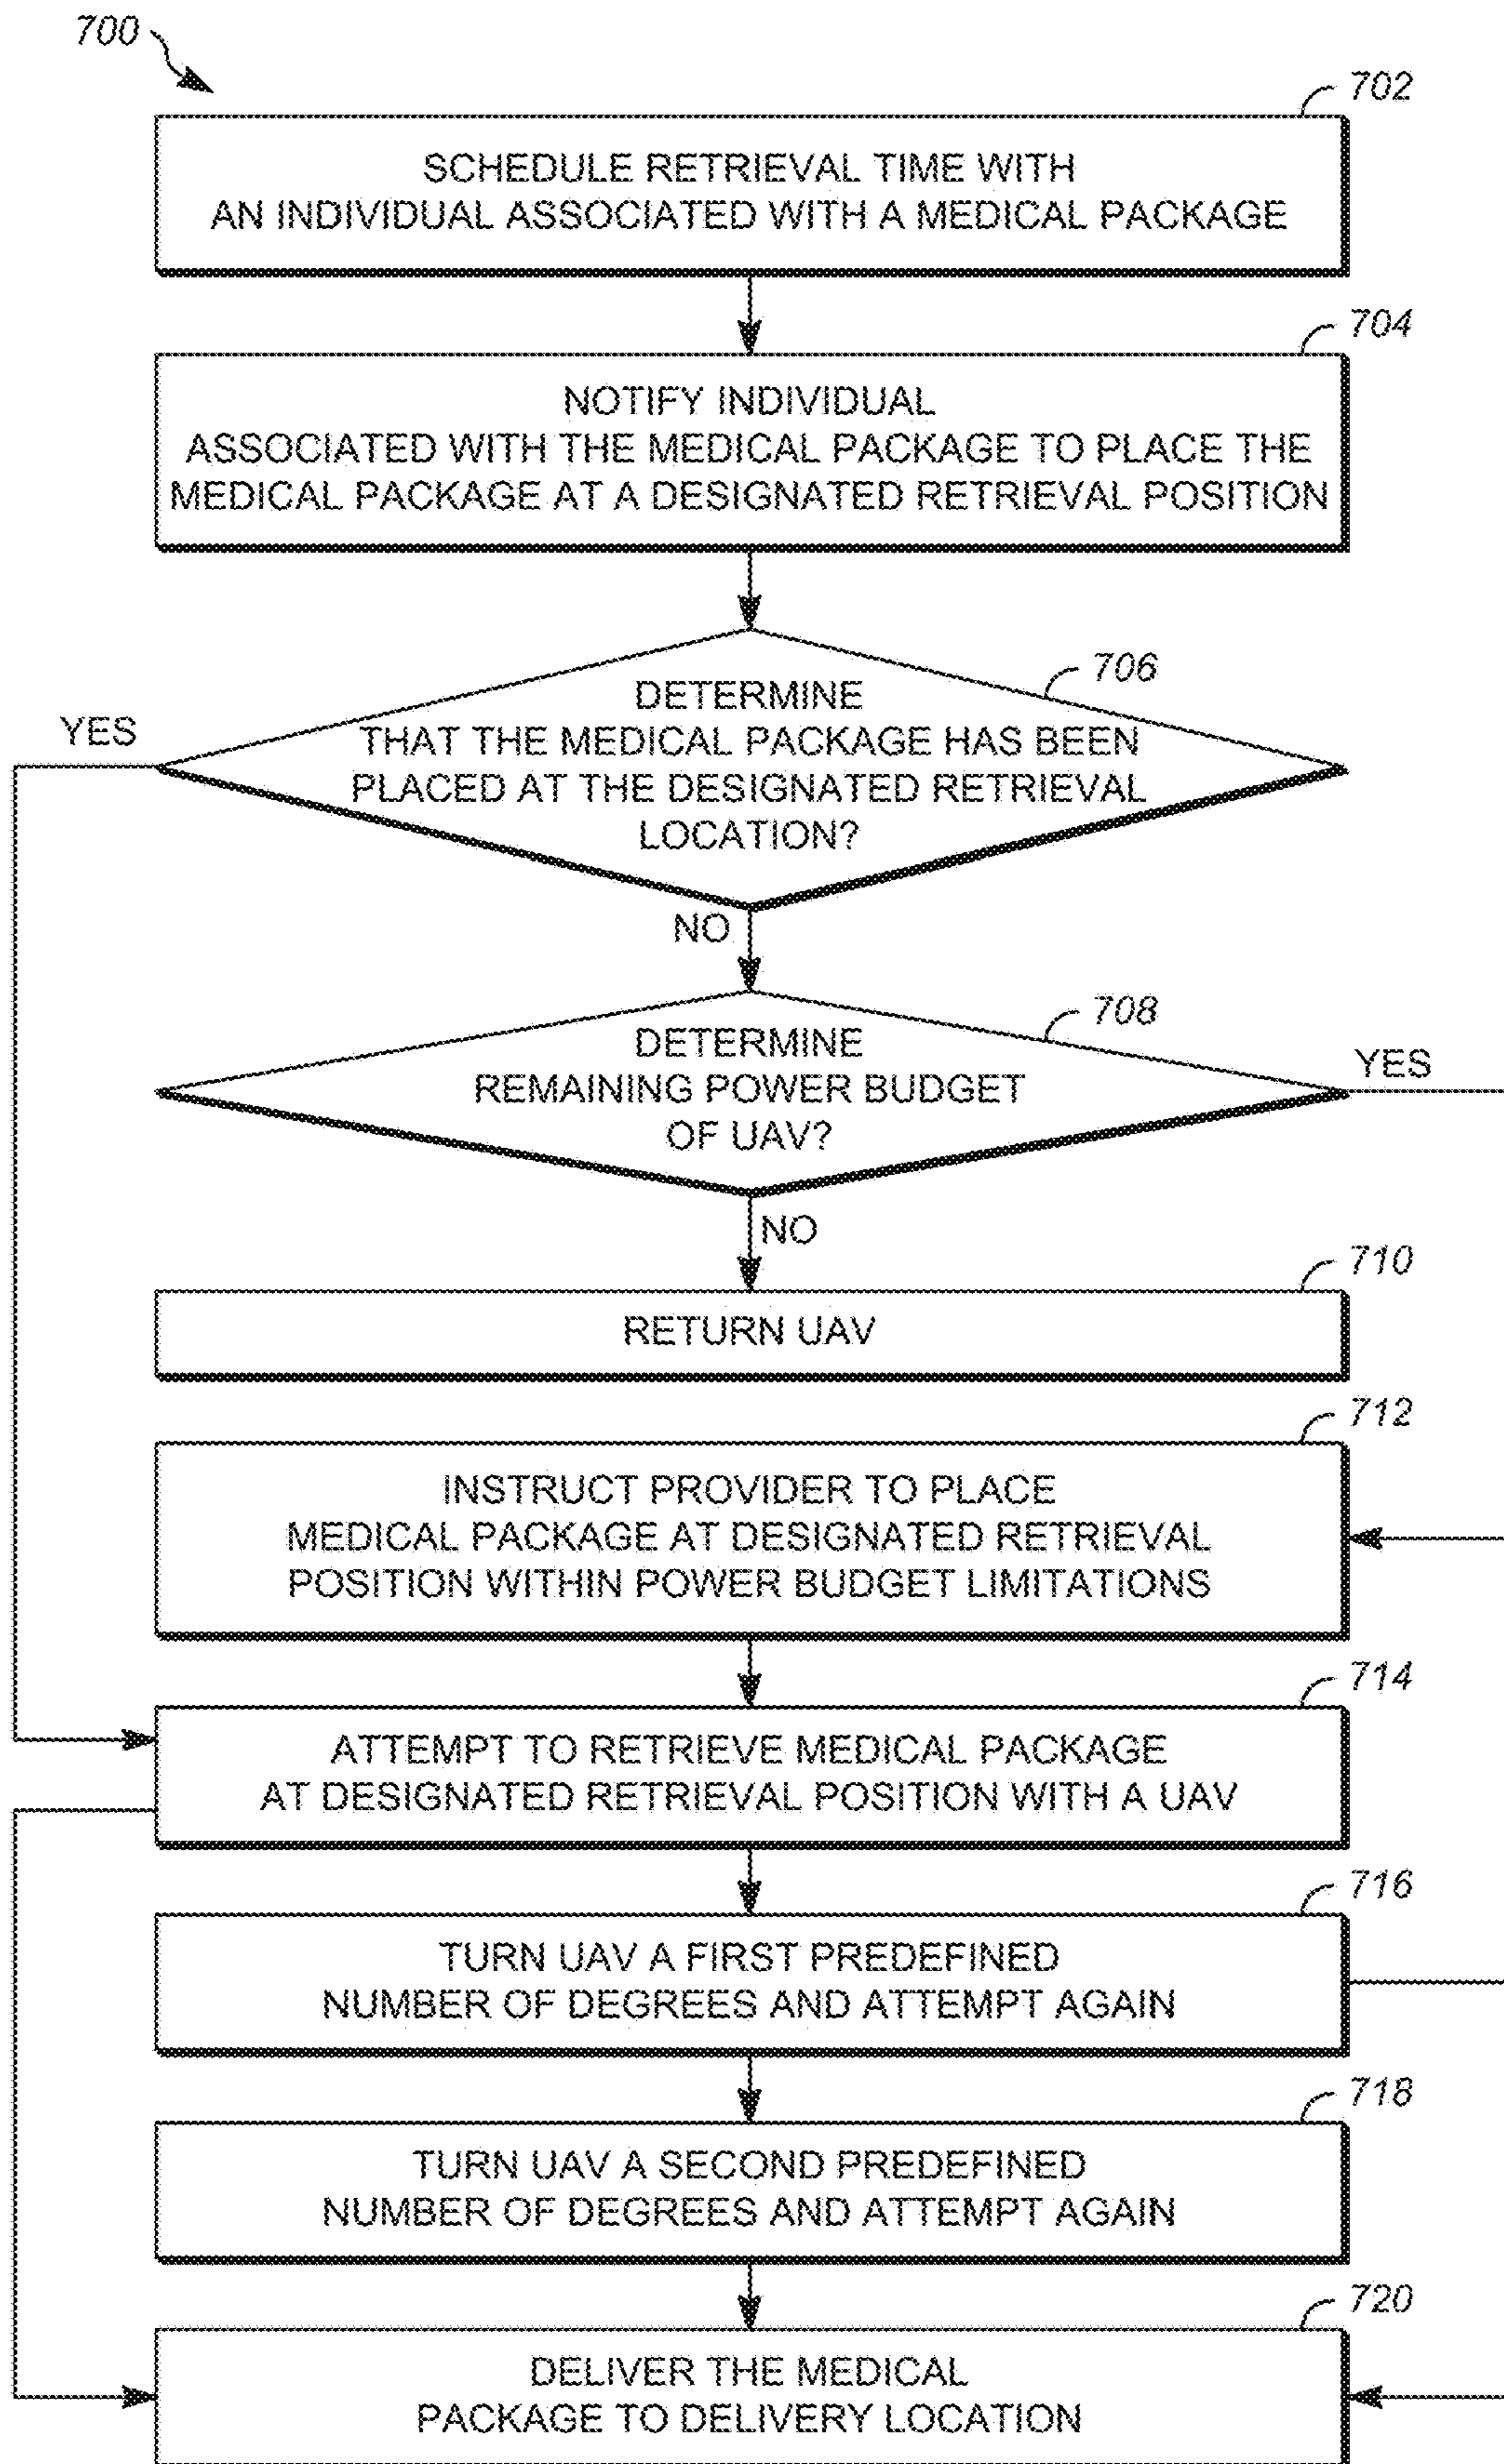 700
702
SCHEDULE RETRIEVAL TIME WITH
AN INDIVIDUAL ASSOCIATED WITH A MEDICAL PACKAGE
704
NOTIFY INDIVIDUAL
ASSOCIATED WITH THE MEDICAL PACKAGE TO PLACE THE
MEDICAL PACKAGE AT A DESIGNATED RETRIEVAL POSITION
706
YES
DETERMINE
THAT THE MEDICAL PACKAGE HAS BEEN
PLACED AT THE DESIGNATED RETRIEVAL
LOCATION?
NO
708
DETERMINE
REMAINING POWER BUDGET
OF UAV?
YES
NO
710
RETURN UAV
712
INSTRUCT PROVIDER TO PLACE
MEDICAL PACKAGE AT DESIGNATED RETRIEVAL
POSITION WITHIN POWER BUDGET LIMITATIONS
714
ATTEMPT TO RETRIEVE MEDICAL PACKAGE
AT DESIGNATED RETRIEVAL POSITION WITH A UAV
716
TURN UAV A FIRST PREDEFINED
NUMBER OF DEGREES AND ATTEMPT AGAIN
718
TURN UAV A SECOND PREDEFINED
NUMBER OF DEGREES AND ATTEMPT AGAIN
720
DELIVER THE MEDICAL
PACKAGE TO DELIVERY LOCATION